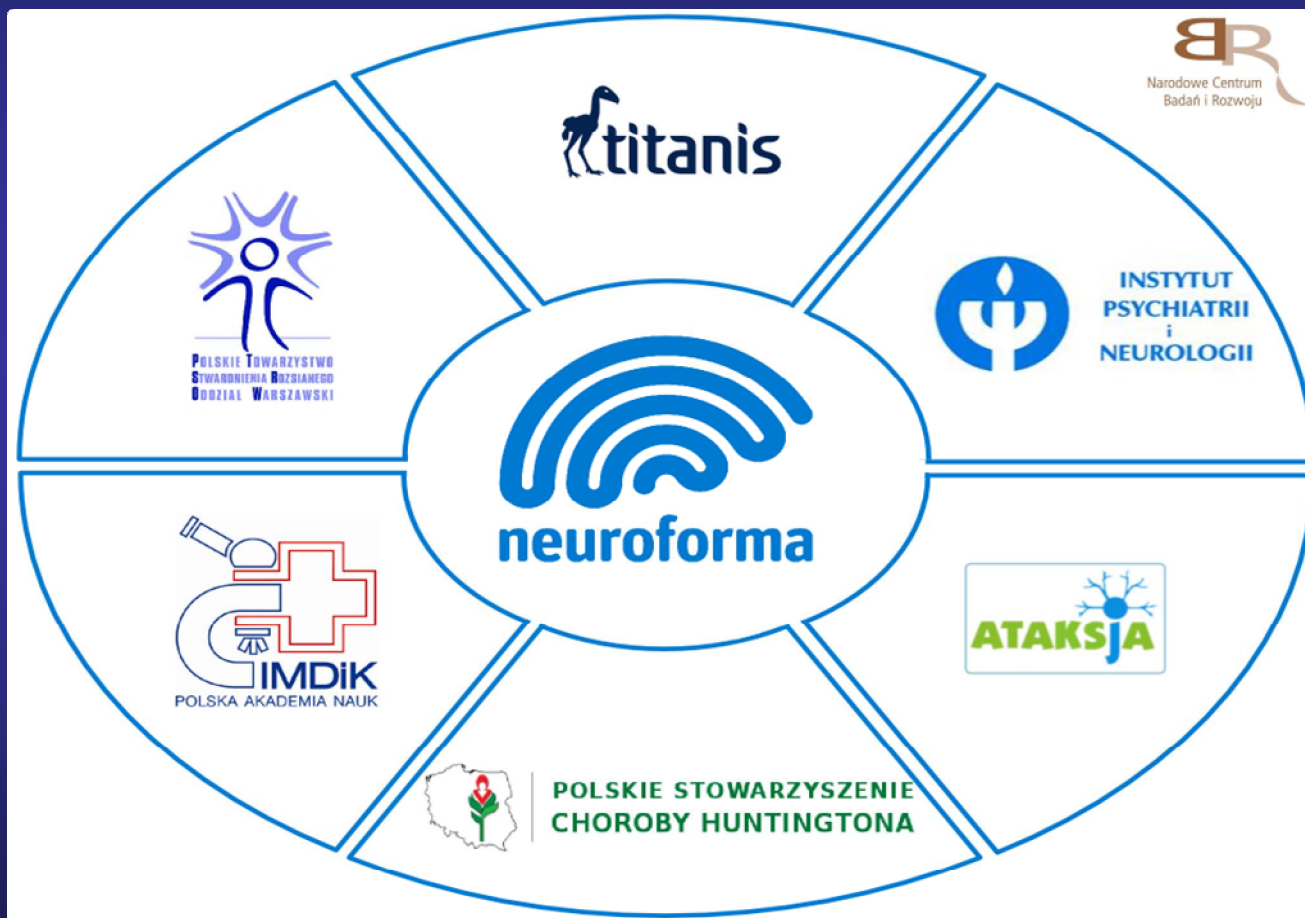 Narodowe Centrum
Badań i Rozwoju
titanis
INSTYTUT
PSYCHIATRII
i
NEUROLOGII
POLSKIE TOWARZYSTWO
STWARDNIENIA ROZSIANEGO
ODDZIAŁ WARSZAWSKI
neuroforma
ATAKSJA
IMDiK
POLSKA AKADEMIA NAUK
POLSKIE STOWARZYSZENIE
CHOROBY HUNTINGTONA